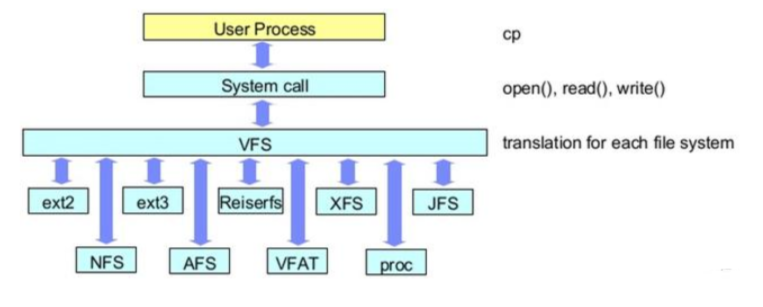 User Process
cp
System call
open(), read(), write()
VFS
translation for each file system
ext2
ext3
Reiserfs
XFS
JFS
NFS
AFS
VFAT
proc